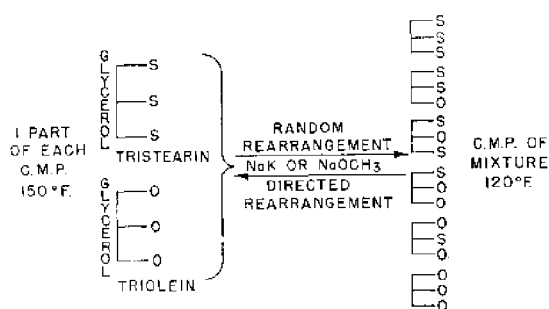 1 PART
OF EACH
C.M.P.
150°F.
GLYCEROL
S
S
S
TRISTEARIN
GLYCEROL
O
O
O
TRIOLEIN
RANDOM
REARRANGEMENT
NaK OR NaOCH3
DIRECTED
REARRANGEMENT
S
S
S
S
S
O
S
O
S
S
O
O
O
S
O
O
O
O
C.M.P. OF
MIXTURE
120°F.